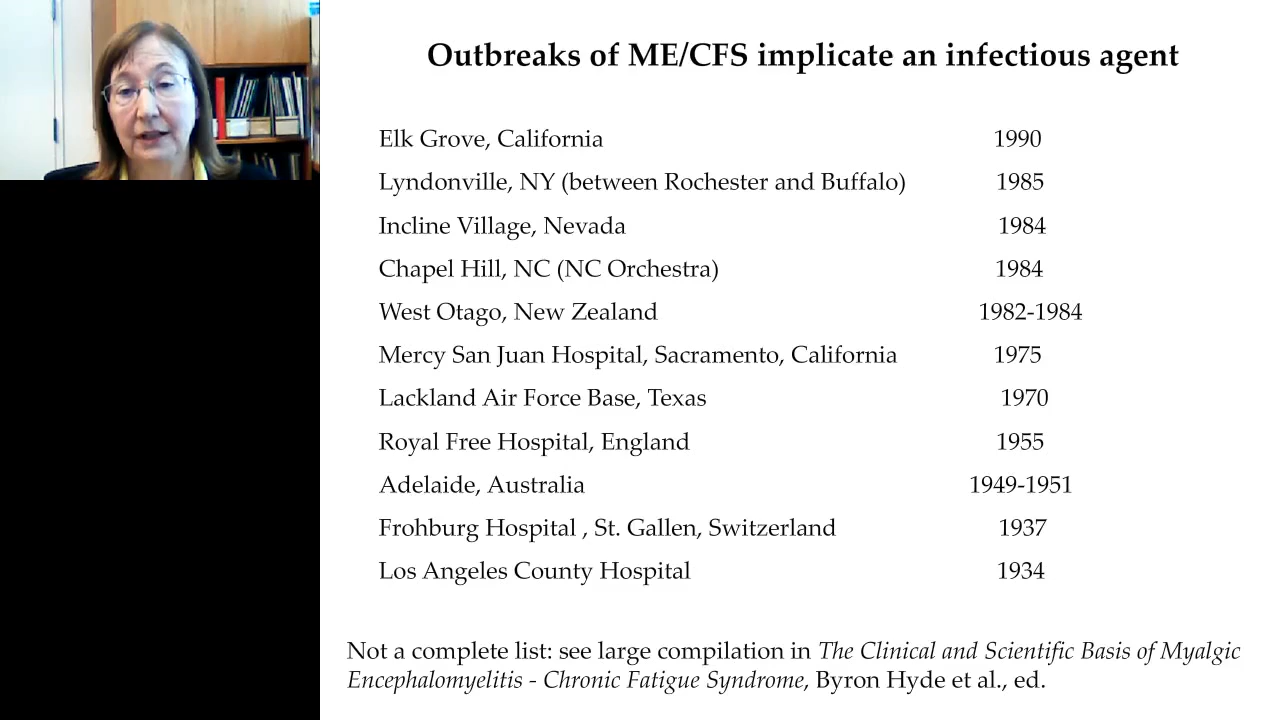 Outbreaks of ME/CFS implicate an infectious agent
Elk Grove, California 1990
Lyndonville, NY (between Rochester and Buffalo) 1985
Incline Village, Nevada 1984
Chapel Hill, NC (NC Orchestra) 1984
West Otago, New Zealand 1982-1984
Mercy San Juan Hospital, Sacramento, California 1975
Lackland Air Force Base, Texas 1970
Royal Free Hospital, England 1955
Adelaide, Australia 1949-1951
Frohburg Hospital , St. Gallen, Switzerland 1937
Los Angeles County Hospital 1934
Not a complete list: see large compilation in The Clinical and Scientific Basis of Myalgic
Encephalomyelitis - Chronic Fatigue Syndrome, Byron Hyde et al., ed.